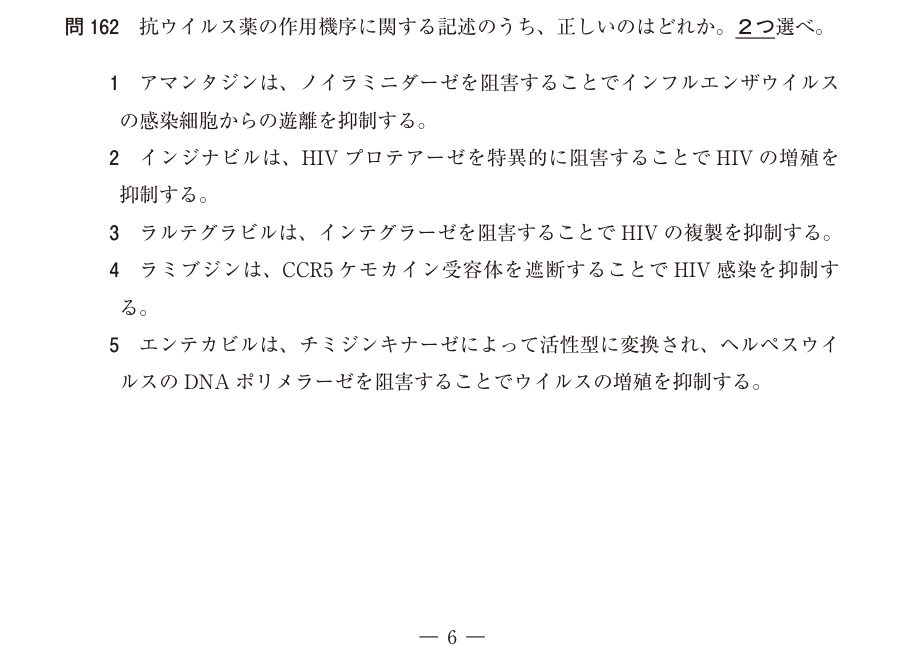 問 162　抗ウイルス薬の作用機序に関する記述のうち、正しいのはどれか。２つ選べ。
1　アマンタジンは、ノイラミニダーゼを阻害することでインフルエンザウイルス
の感染細胞からの遊離を抑制する。
2　インジナビルは、HIV プロテアーゼを特異的に阻害することで HIV の増殖を
抑制する。
3　ラルテグラビルは、インテグラーゼを阻害することで HIV の複製を抑制する。
4　ラミブジンは、CCR5 ケモカイン受容体を遮断することで HIV 感染を抑制す
る。
5　エンテカビルは、チミジンキナーゼによって活性型に変換され、ヘルペスウイ
ルスの DNA ポリメラーゼを阻害することでウイルスの増殖を抑制する。
— 6 —